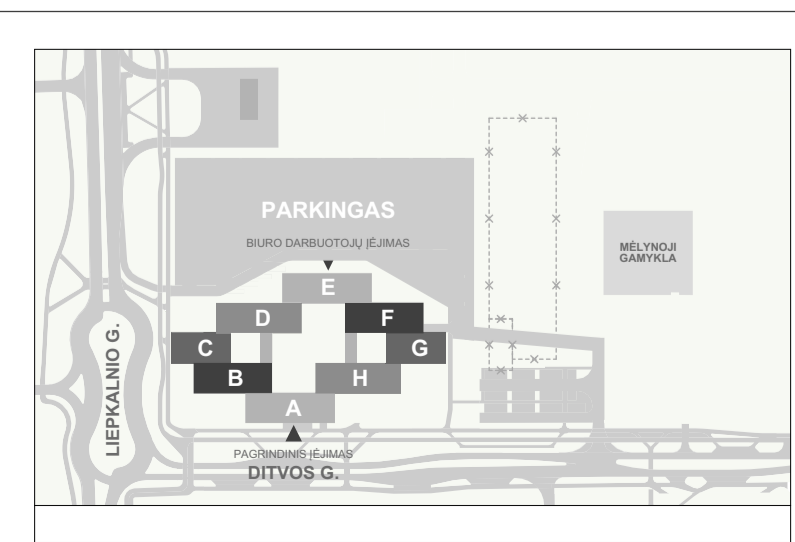 PARKINGAS
BIURO DARBUOTOJŲ ĮĖJIMAS
MĖLYNOJI
GAMYKLA
E
D
F
C
G
B
H
A
LIEPKALNIO G.
PAGRINDINIS ĮĖJIMAS
DITVOS G.